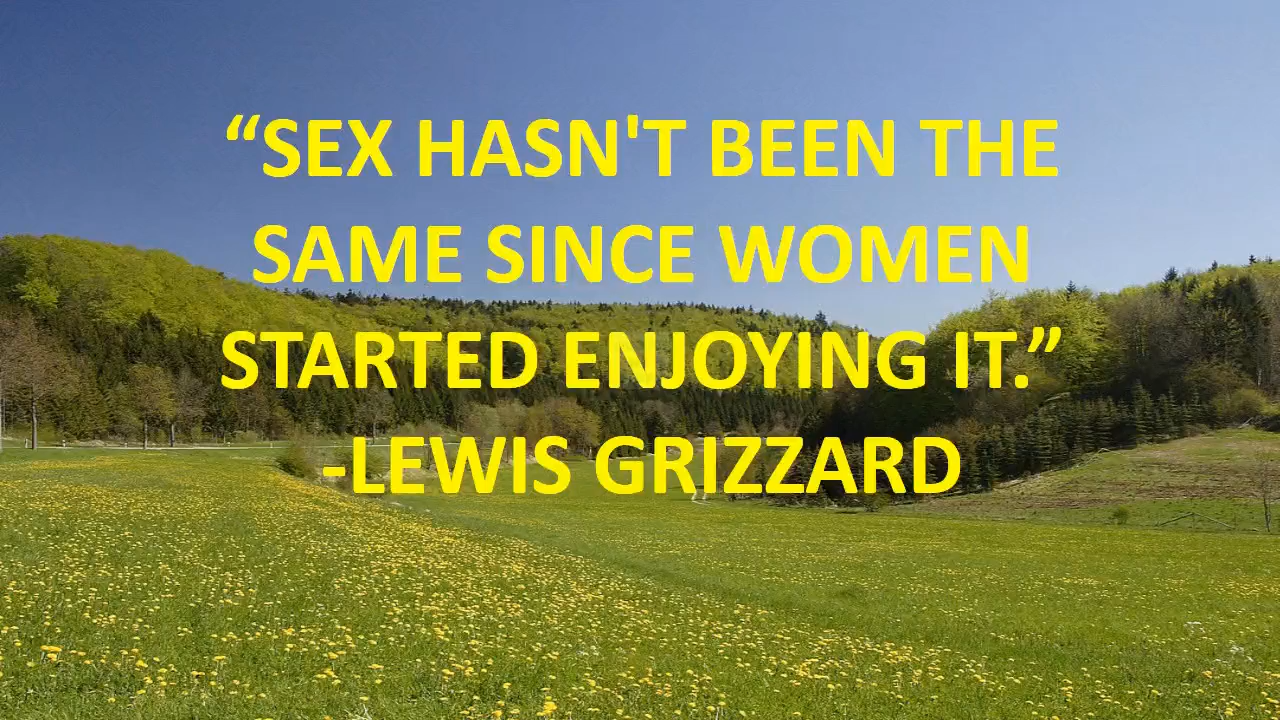 “SEX HASN'T BEEN THE
SAME SINCE WOMEN
STARTED ENJOYING IT.”
-LEWIS GRIZZARD